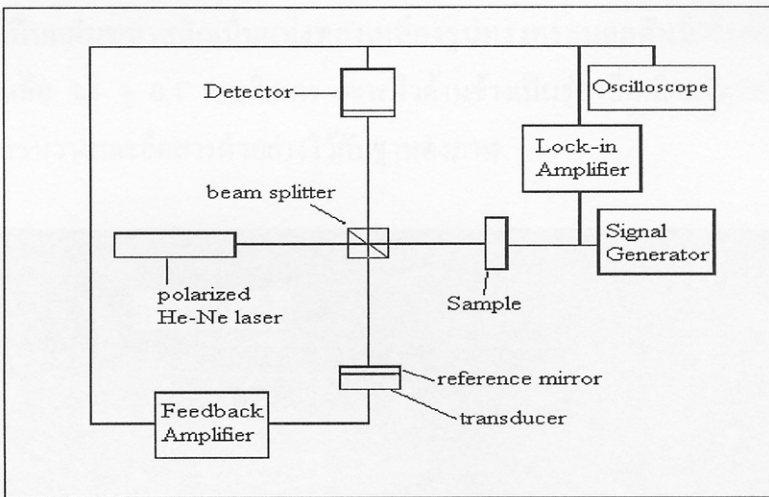 Detector
Oscilloscope
Lock-in
Amplifier
beam splitter
Signal
Generator
polarized
He-Ne laser
Sample
reference mirror
transducer
Feedback
Amplifier